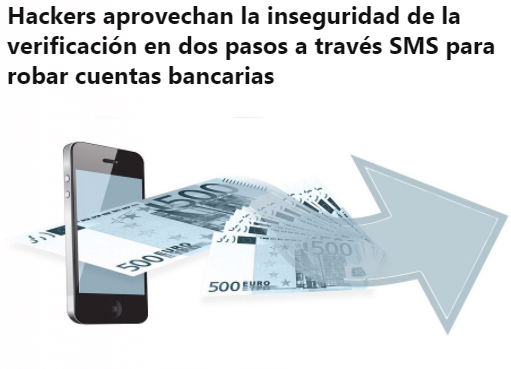 Hackers aprovechan la inseguridad de la
verificación en dos pasos a través SMS para
robar cuentas bancarias
500
500 EURO
500
500 EURO